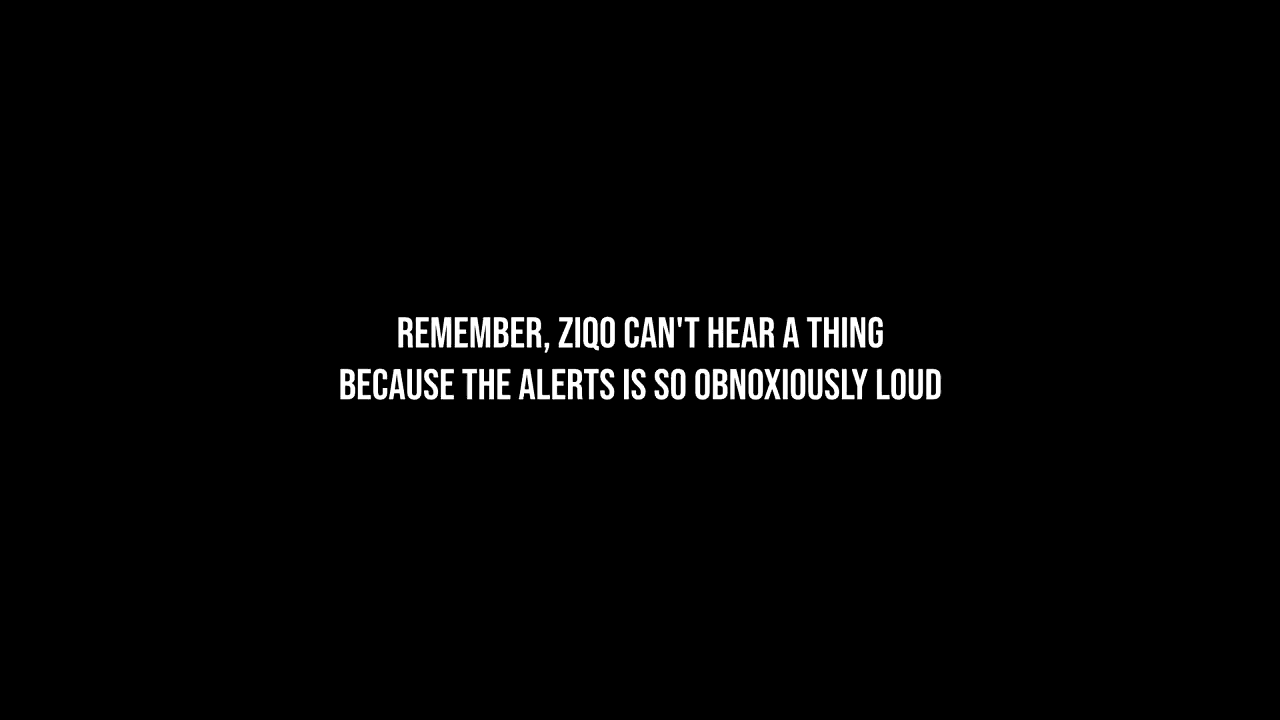 REMEMBER, ZIQO CAN'T HEAR A THING
BECAUSE THE ALERTS IS SO OBNOXIOUSLY LOUD